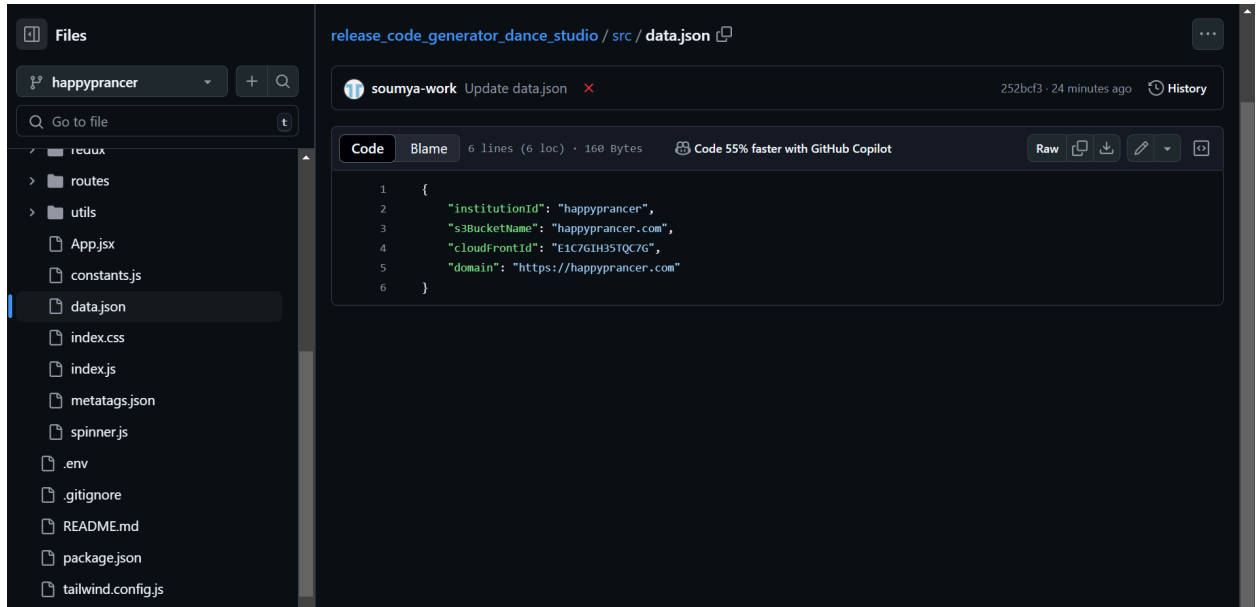 Files
happyprancer
Go to file
t
redux
routes
utils
App.jsx
constants.js
data.json
index.css
index.js
metatags.json
spinner.js
.env
.gitignore
README.md
package.json
tailwind.config.js
release_code_generator_dance_studio / src / data.json
soumya-work Update data.json
252bcf3 · 24 minutes ago
History
Code Blame 6 lines (6 loc) · 160 Bytes Code 55% faster with GitHub Copilot Raw
1 {
2 "institutionId": "happyprancer",
3 "s3BucketName": "happyprancer.com",
4 "cloudFrontId": "E1C7GIH35TQC7G",
5 "domain": "https://happyprancer.com"
6 }